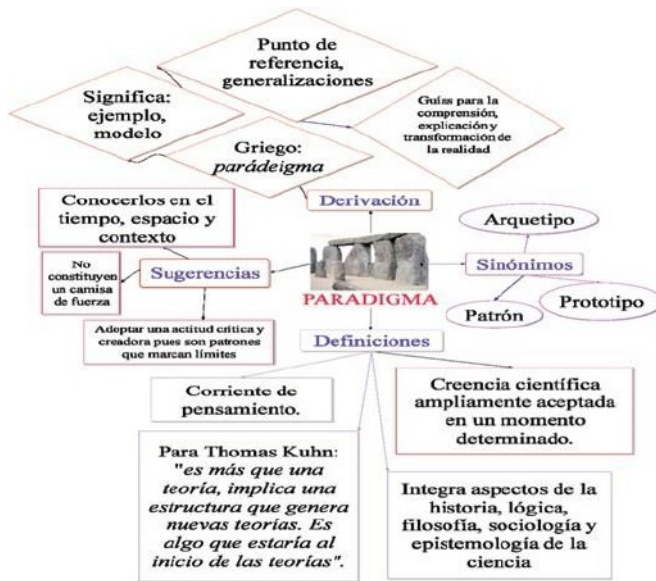 Punto de
referencia,
generalizaciones
Significa:
ejemplo,
modelo
Guías para la
comprensión,
explicación y
transformación de
la realidad
Griego:
parádeigma
Derivación
Conocerlos en el
tiempo, espacio y
contexto
No
constituyen
un camisa
de fuerza
Sugerencias
Adoptar una actitud crítica y
creadora pues son patrones
que marcan límites
PARADIGMA
Arquetipo
Sinónimos
Prototipo
Patrón
Definiciones
Corriente de
pensamiento.
Creencia científica
ampliamente aceptada
en un momento
determinado.
Para Thomas Kuhn:
"es más que una
teoría, implica una
estructura que genera
nuevas teorías. Es
algo que estaría al
inicio de las teorías".
Integra aspectos de la
historia, lógica,
filosofía, sociología y
epistemología de la
ciencia